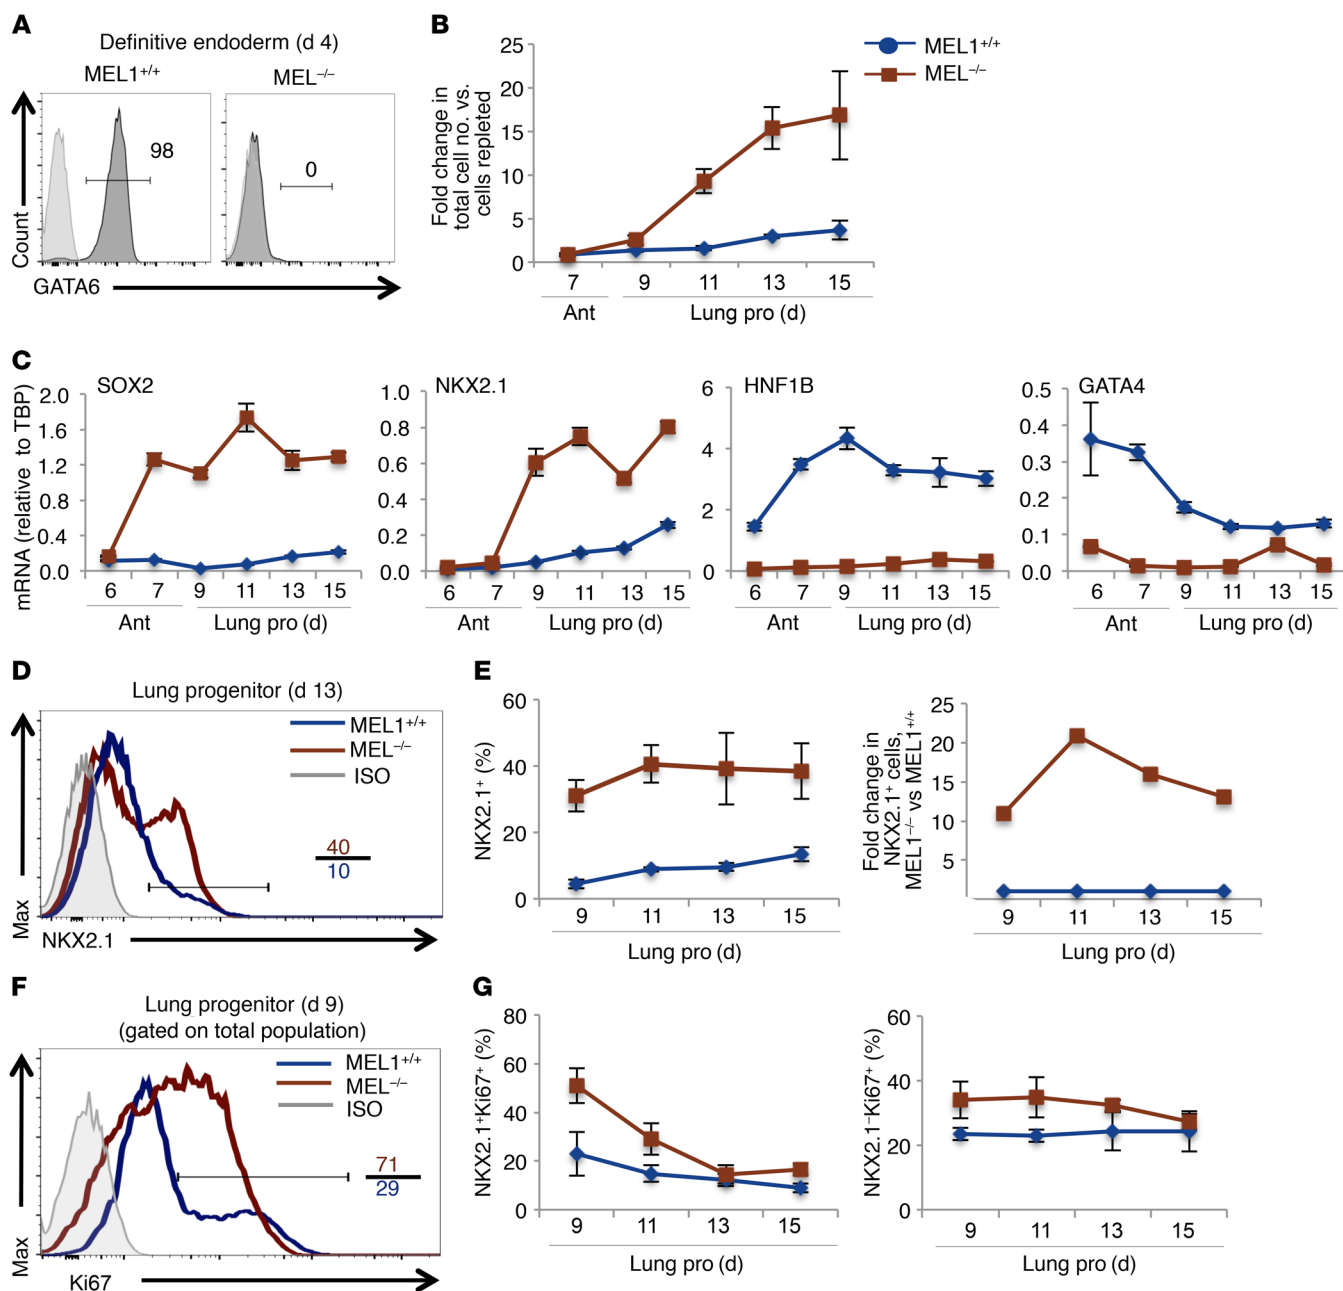 A
Definitive endoderm (d 4)
MEL1+/+
MEL–/–
98
0
Count
GATA6
B
MEL1+/+
MEL–/–
Fold change in
total cell no. vs.
cells repleted
25
20
15
10
5
0
7 9 11 13 15
Ant Lung pro (d)
C
mRNA (relative to TBP)
SOX2
2.0
1.6
1.2
0.8
0.4
0.0
6 7 9 11 13 15
Ant Lung pro (d)
NKX2.1
1.0
0.8
0.6
0.4
0.2
0.0
6 7 9 11 13 15
Ant Lung pro (d)
HNF1B
6
4
2
0
6 7 9 11 13 15
Ant Lung pro (d)
GATA4
0.5
0.4
0.3
0.2
0.1
0.0
6 7 9 11 13 15
Ant Lung pro (d)
D
Lung progenitor (d 13)
MEL1+/+
MEL–/–
ISO
40
10
Max
NKX2.1
E
NKX2.1+ (%)
60
40
20
0
9 11 13 15
Lung pro (d)
Fold change in
NKX2.1+ cells,
MEL1–/– vs MEL1+/+
25
20
15
10
5
9 11 13 15
Lung pro (d)
F
Lung progenitor (d 9)
(gated on total population)
MEL1+/+
MEL–/–
ISO
71
29
Max
Ki67
G
NKX2.1+Ki67+ (%)
80
60
40
20
0
9 11 13 15
Lung pro (d)
NKX2.1–Ki67+ (%)
60
40
20
0
9 11 13 15
Lung pro (d)